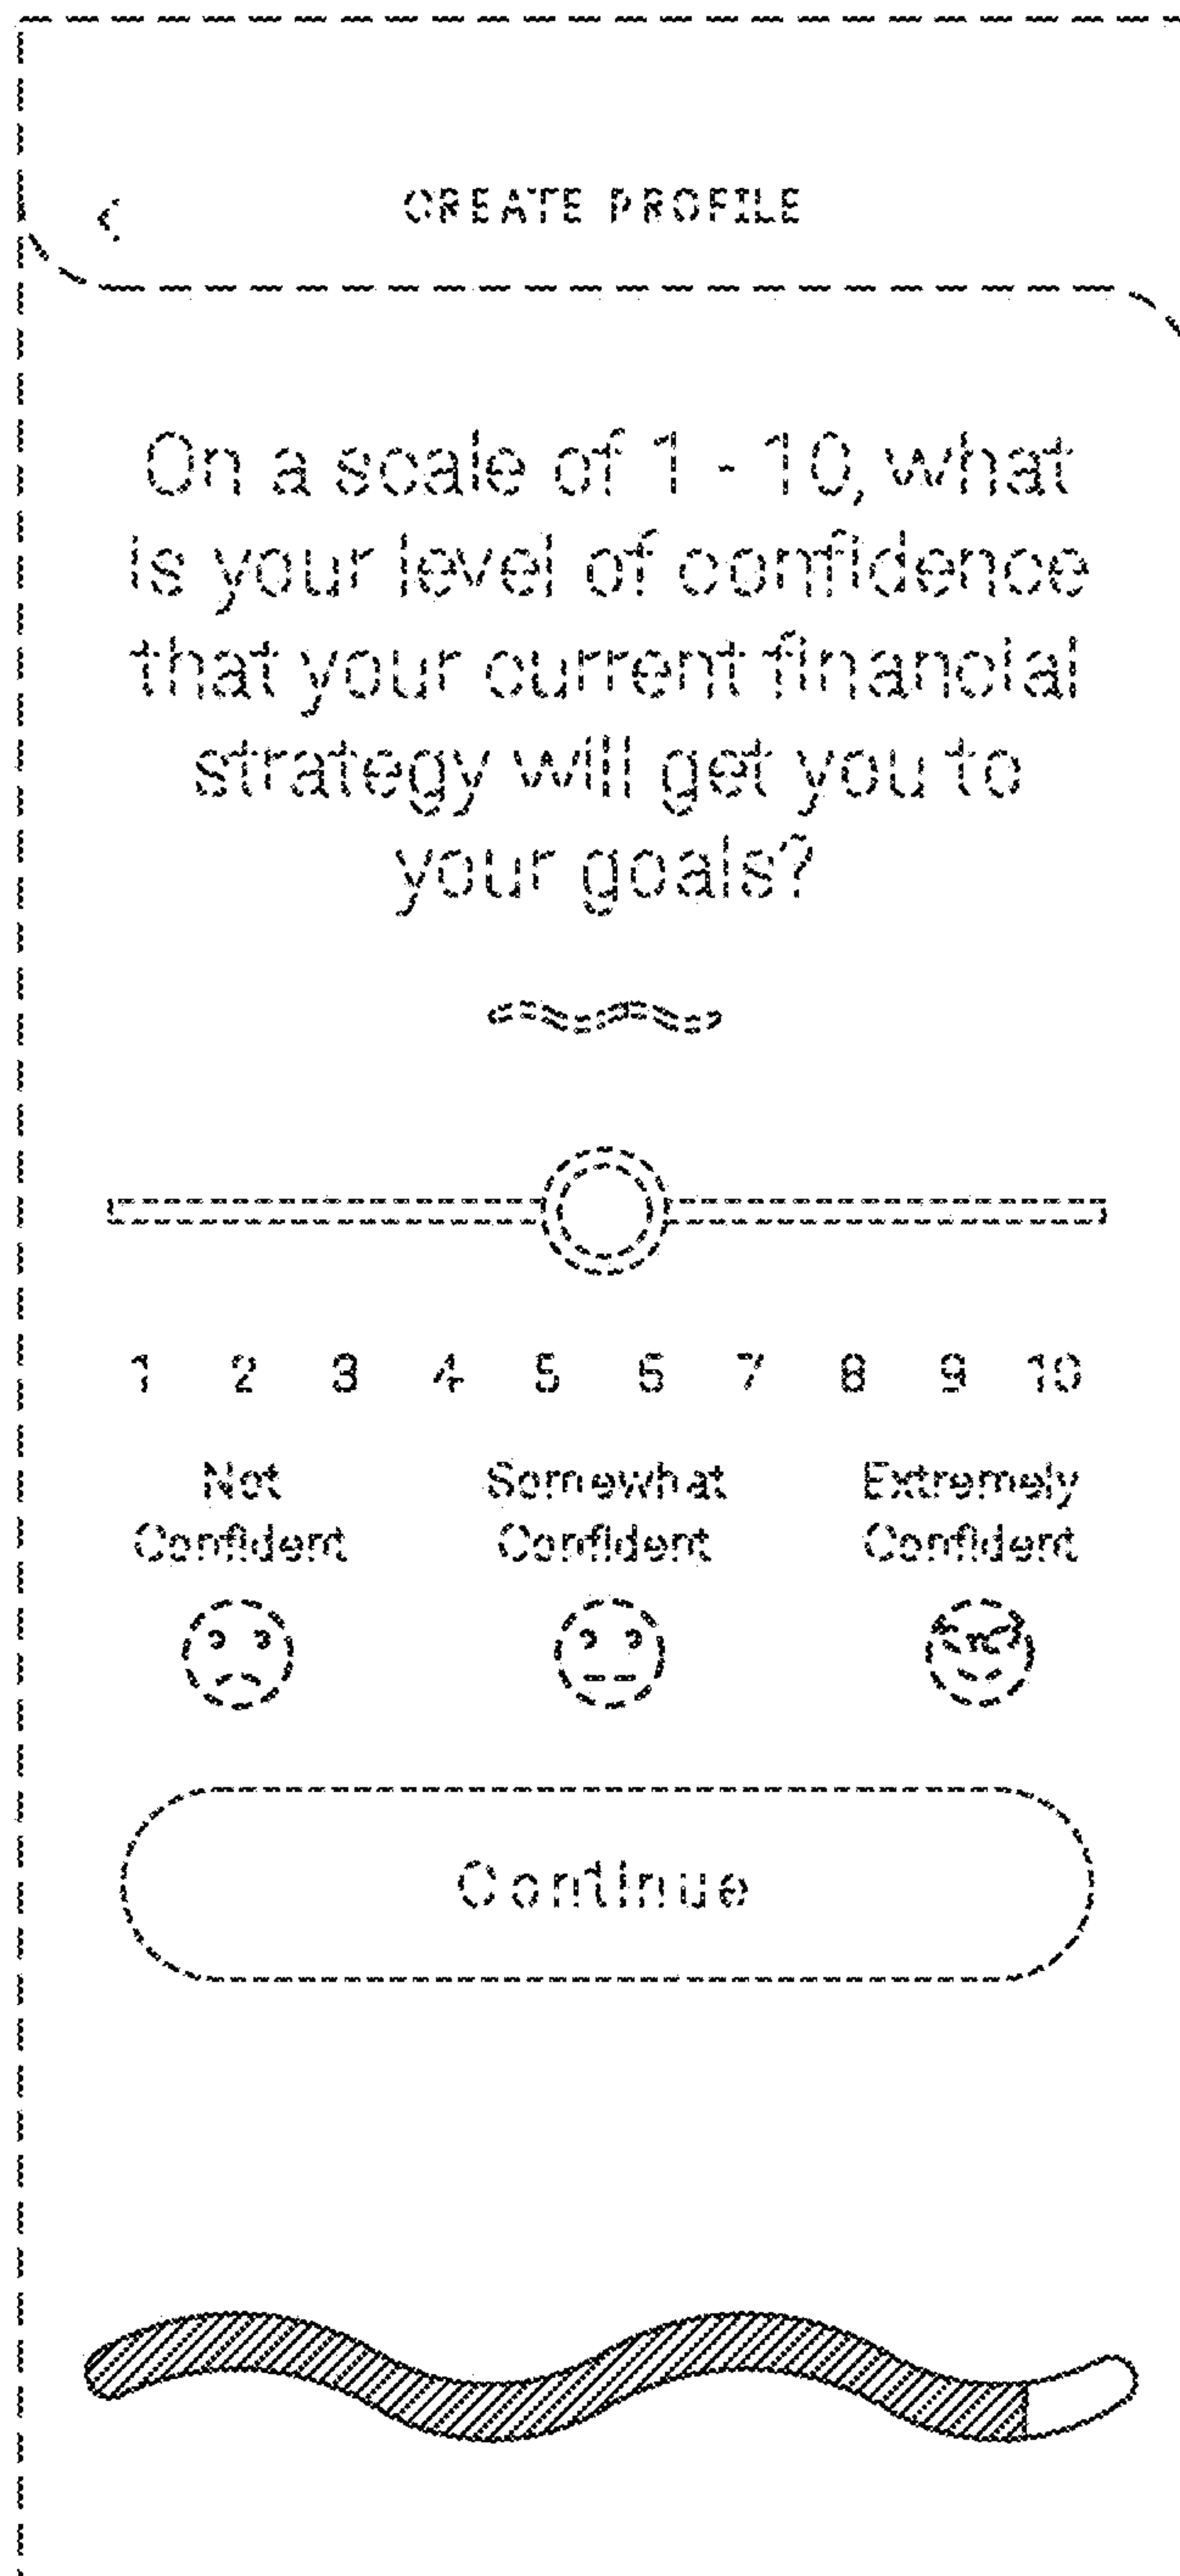 CREATE PROFILE
On a scale of 1 - 10, what
is your level of confidence
that your current financial
strategy will get you to
your goals?
1 2 3 4 5 6 7 8 9 10
Not Somewhat Extremely
Confident Confident Confident
Continue